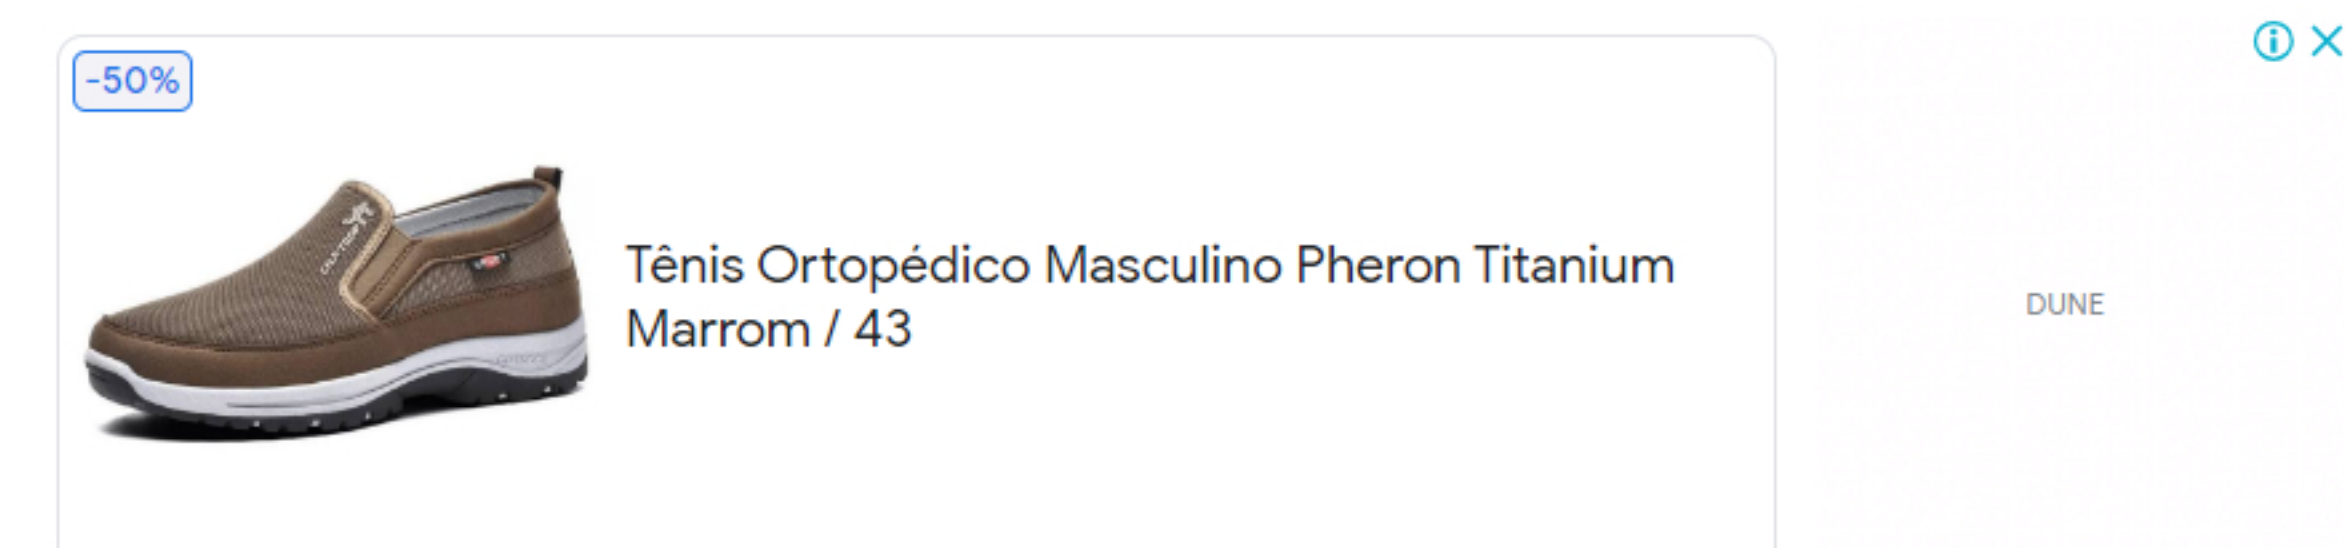 -50%
Tênis Ortopédico Masculino Pheron Titanium
Marrom / 43
DUNE